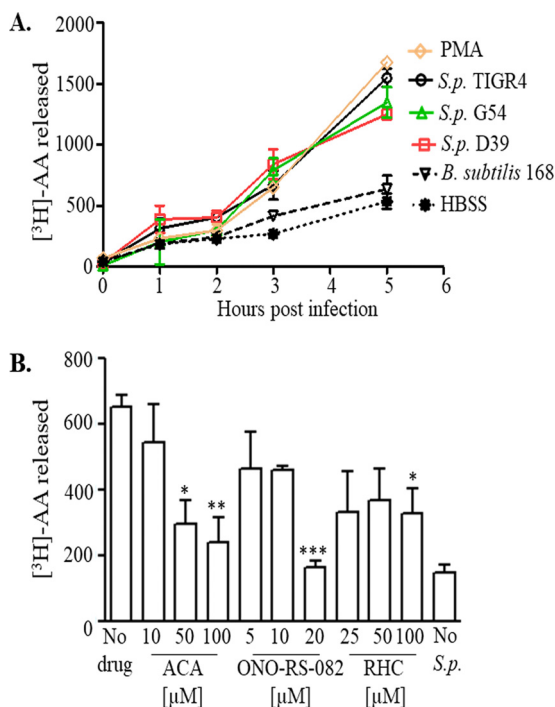 A.
[³H]-AA released
2000
1500
1000
500
0
0 1 2 3 4 5 6
Hours post infection
PMA
S.p. TIGR4
S.p. G54
S.p. D39
B. subtilis 168
HBSS
B.
[³H]-AA released
800
600
400
200
0
* ** *** *
No drug 10 50 100 5 10 20 25 50 100 No S.p.
ACA ONO-RS-082 RHC
[µM] [µM] [µM]